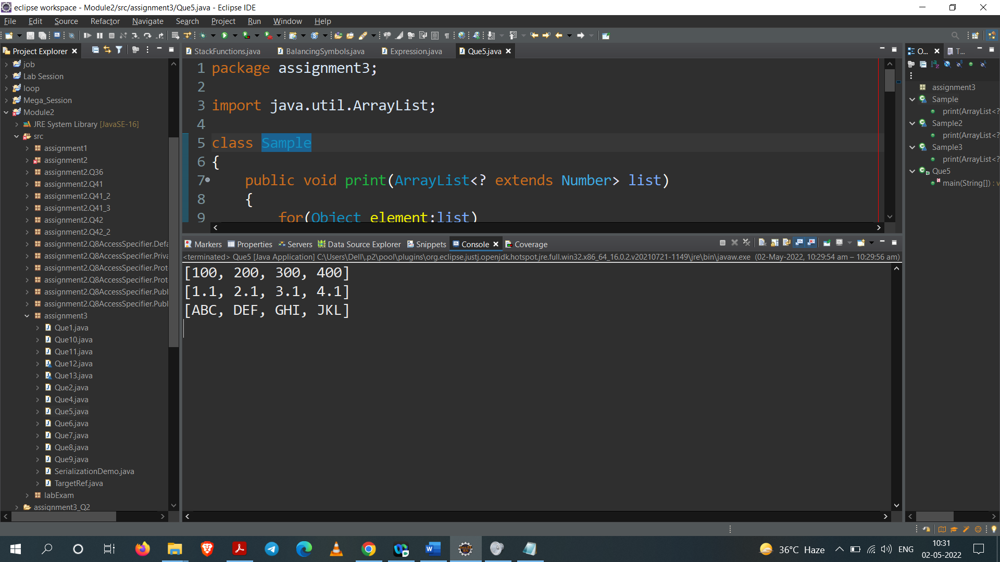 eclipse workspace - Module2/src/assignment3/Que5.java - Eclipse IDE
File Edit Source Refactor Navigate Search Project Run Window Help
Project Explorer
job
Lab Session
loop
Mega_Session
Module2
JRE System Library [JavaSE-16]
src
assignment1
assignment2
assignment2.Q36
assignment2.Q41
assignment2.Q41_2
assignment2.Q41_3
assignment2.Q42
assignment2.Q42_2
assignment2.Q8AccessSpecifier.Defa
assignment2.Q8AccessSpecifier.Priva
assignment2.Q8AccessSpecifier.Prot
assignment2.Q8AccessSpecifier.Prot
assignment2.Q8AccessSpecifier.Publ
assignment2.Q8AccessSpecifier.Publ
assignment3
Que1.java
Que10.java
Que11.java
Que12.java
Que13.java
Que2.java
Que4.java
Que5.java
Que6.java
Que7.java
Que8.java
Que9.java
SerializationDemo.java
TargetRef.java
labExam
assignment3_Q2
StackFunctions.java BalancingSymbols.java Expression.java Que5.java
1 package assignment3;
2
3 import java.util.ArrayList;
4
5 class Sample
6 {
7 public void print(ArrayList<? extends Number> list)
8 {
9 for(Object element:list)
Markers Properties Servers Data Source Explorer Snippets Console Coverage
<terminated> Que5 [Java Application] C:\Users\Dell\.p2\pool\plugins\org.eclipse.justj.openjdk.hotspot.jre.full.win32.x86_64_16.0.2.v20210721-1149\jre\bin\javaw.exe (02-May-2022, 10:29:54 am – 10:29:56 am)
[100, 200, 300, 400]
[1.1, 2.1, 3.1, 4.1]
[ABC, DEF, GHI, JKL]
O... T...
assignment3
Sample
print(ArrayList<?
Sample2
print(ArrayList<?
Sample3
print(ArrayList<?
Que5
main(String[]) : v
36°C Haze
ENG
10:31
02-05-2022